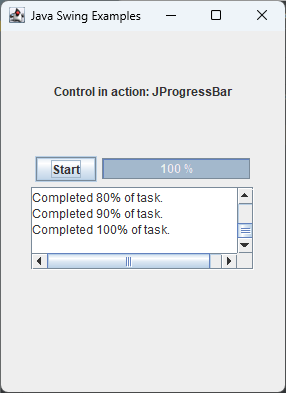 Java Swing Examples
Control in action: JProgressBar
Start
100 %
Completed 80% of task.
Completed 90% of task.
Completed 100% of task.